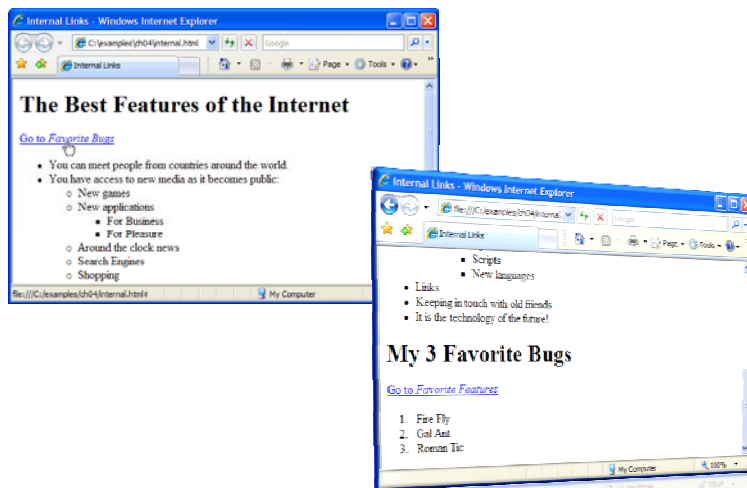 Internal Links - Windows Internet Explorer
C:\examples\ch04\internal.html
Google
Internal Links
Page
Tools
The Best Features of the Internet
Go to Favorite Bugs
• You can meet people from countries around the world.
• You have access to new media as it becomes public:
○ New games
○ New applications
▪ For Business
▪ For Pleasure
○ Around the clock news
○ Search Engines
○ Shopping
file:///C:/examples/ch04/internal.html#
My Computer
Internal Links - Windows Internet Explorer
file:///C:/examples/ch04/internal.
Google
Internal Links
Page
Tools
▪ Scripts
▪ New languages
• Links
• Keeping in touch with old friends
• It is the technology of the future!
My 3 Favorite Bugs
Go to Favorite Features
1. Fire Fly
2. Gal Ant
3. Roman Tic
My Computer
100%